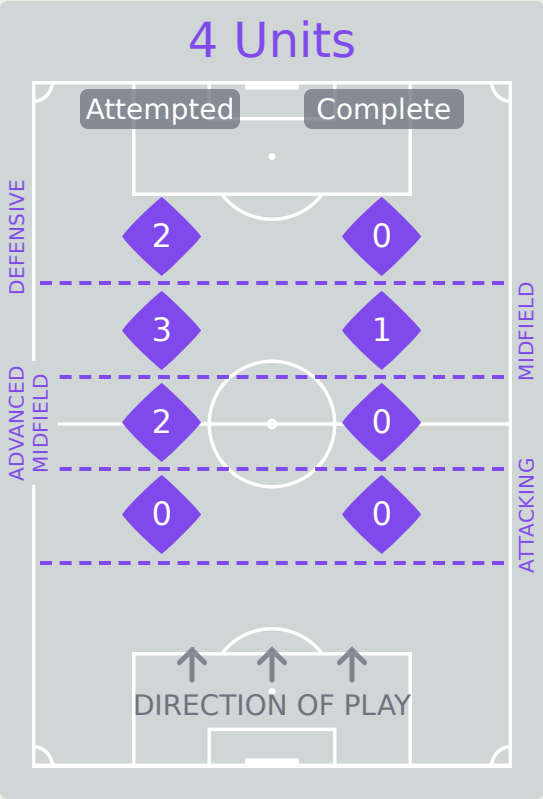 4 Units
Attempted Complete
DEFENSIVE
2 0
MIDFIELD
3 1
ADVANCED
MIDFIELD
2 0
ATTACKING
0 0
DIRECTION OF PLAY